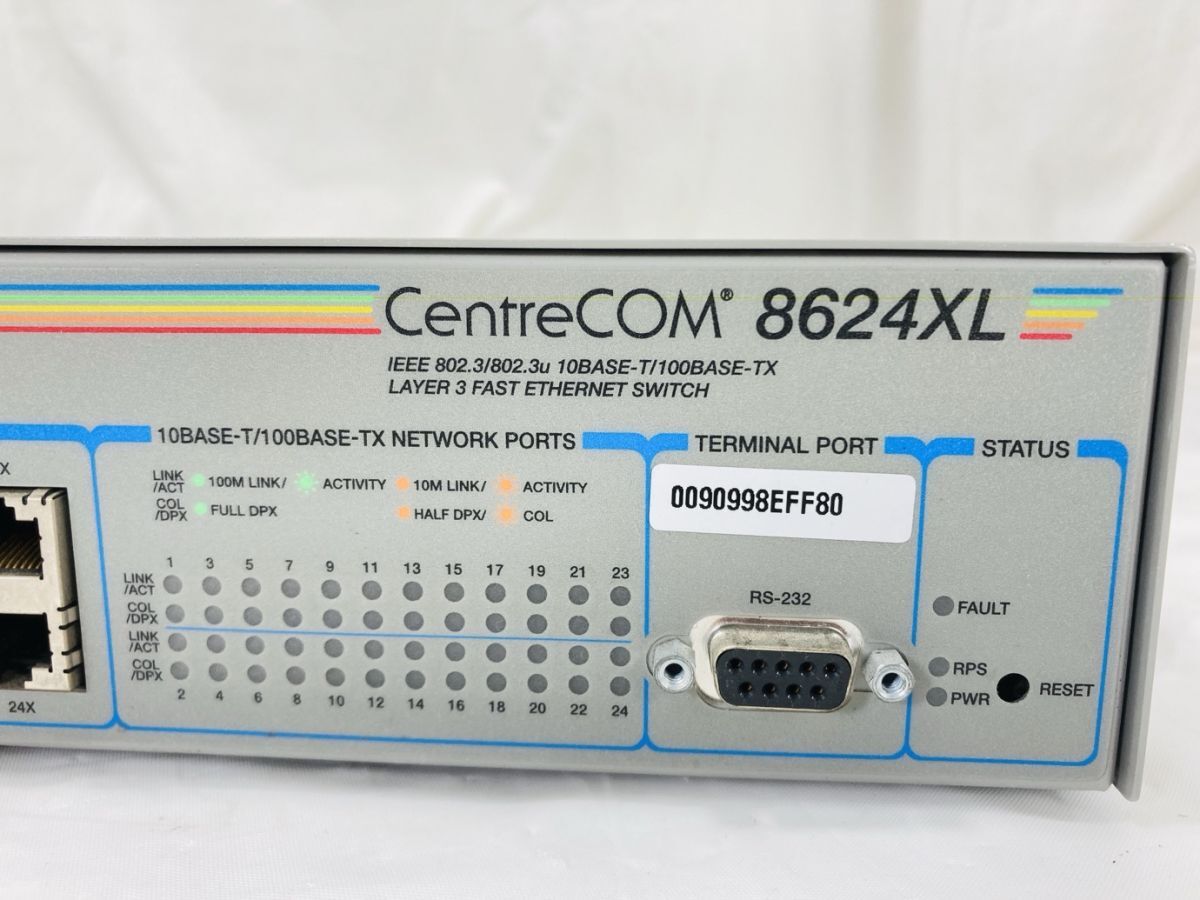 CentreCOM® 8624XL
IEEE 802.3/802.3u 10BASE-T/100BASE-TX
LAYER 3 FAST ETHERNET SWITCH
X
24X
10BASE-T/100BASE-TX NETWORK PORTS
LINK
/ACT
100M LINK/ ACTIVITY 10M LINK/ ACTIVITY
COL
/DPX
FULL DPX HALF DPX/ COL
1 3 5 7 9 11 13 15 17 19 21 23
LINK
/ACT
COL
/DPX
LINK
/ACT
COL
/DPX
2 4 6 8 10 12 14 16 18 20 22 24
TERMINAL PORT
0090998EFF80
RS-232
STATUS
FAULT
RPS
PWR
RESET